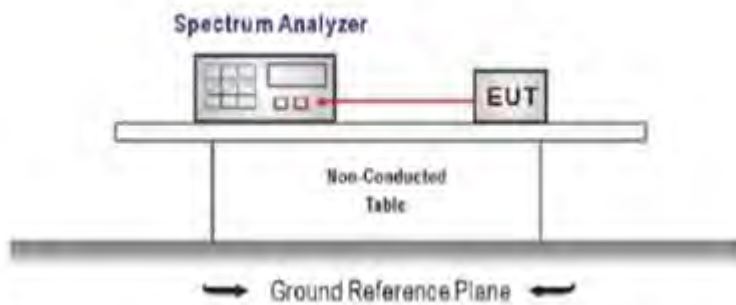 Spectrum Analyzer
EUT
Non-Conducted
Table
Ground Reference Plane